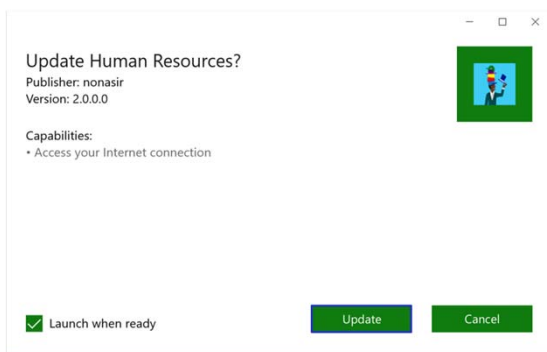 Update Human Resources?
Publisher: nonasir
Version: 2.0.0.0
Capabilities:
• Access your Internet connection
Launch when ready
Update
Cancel